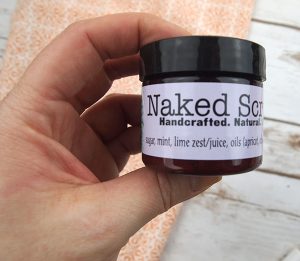 Naked Scr
Handcrafted. Natural.
sugar, mint, lime zest/juice, oils (apricot,